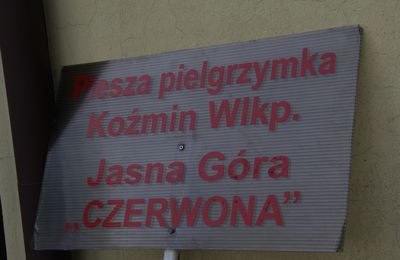 Piesza pielgrzymka
Koźmin Wlkp.
Jasna Góra
„CZERWONA”